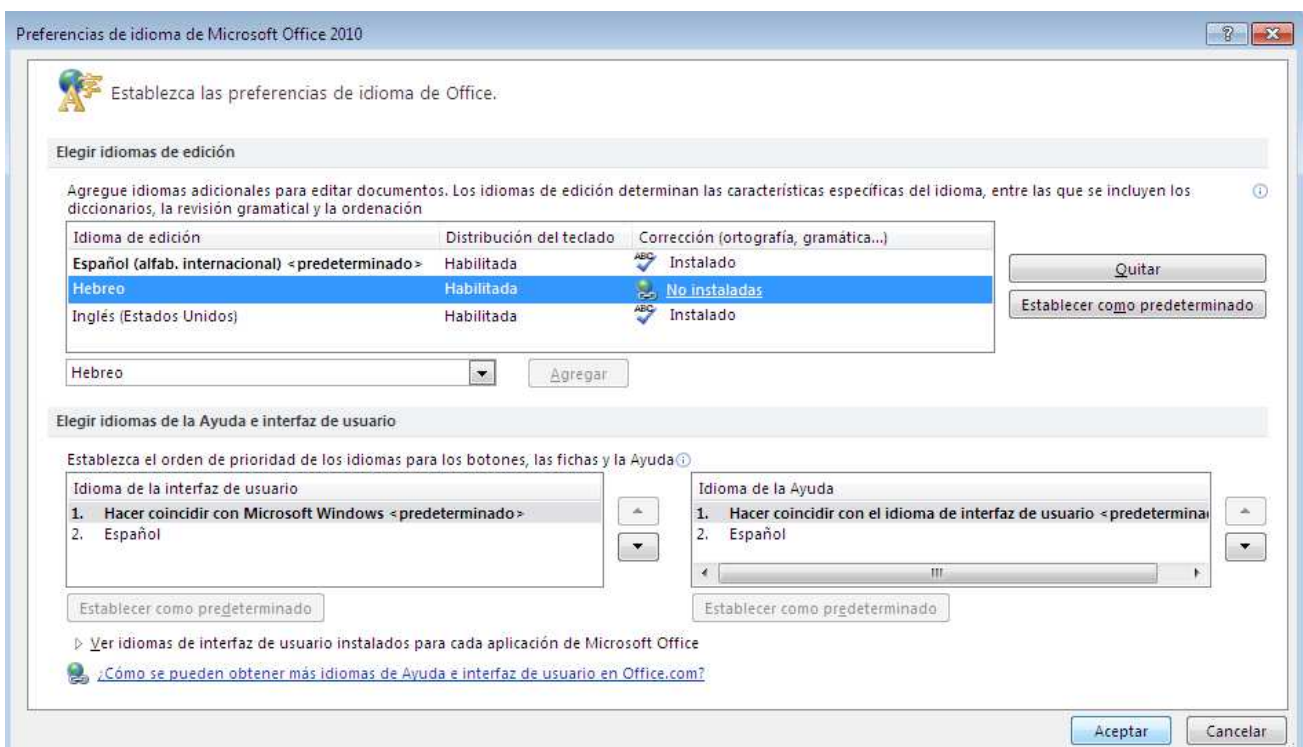 Preferencias de idioma de Microsoft Office 2010
Establezca las preferencias de idioma de Office.
Elegir idiomas de edición
Agregue idiomas adicionales para editar documentos. Los idiomas de edición determinan las características específicas del idioma, entre las que se incluyen los
diccionarios, la revisión gramatical y la ordenación
Idioma de edición Distribución del teclado Corrección (ortografía, gramática...)
Español (alfab. internacional) <predeterminado> Habilitada ABC Instalado
Hebreo Habilitada No instaladas
Inglés (Estados Unidos) Habilitada ABC Instalado
Quitar
Establecer como predeterminado
Hebreo Agregar
Elegir idiomas de la Ayuda e interfaz de usuario
Establezca el orden de prioridad de los idiomas para los botones, las fichas y la Ayuda
Idioma de la interfaz de usuario
1. Hacer coincidir con Microsoft Windows <predeterminado>
2. Español
Establecer como predeterminado
Idioma de la Ayuda
1. Hacer coincidir con el idioma de interfaz de usuario <predetermina
2. Español
Establecer como predeterminado
Ver idiomas de interfaz de usuario instalados para cada aplicación de Microsoft Office
¿Cómo se pueden obtener más idiomas de Ayuda e interfaz de usuario en Office.com?
Aceptar Cancelar